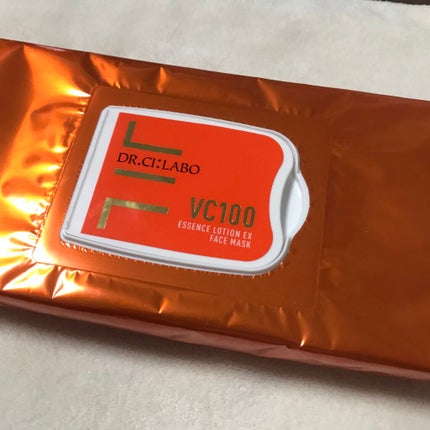 DR.CI:LABO
VC100
ESSENCE LOTION EX
FACE MASK